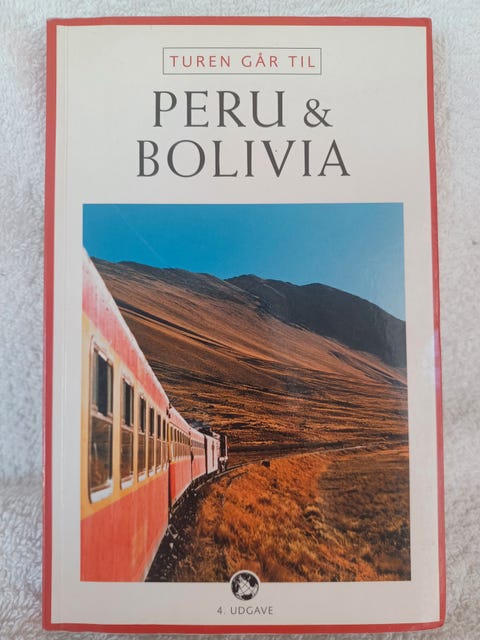 TUREN GÅR TIL
PERU &
BOLIVIA
4. UDGAVE